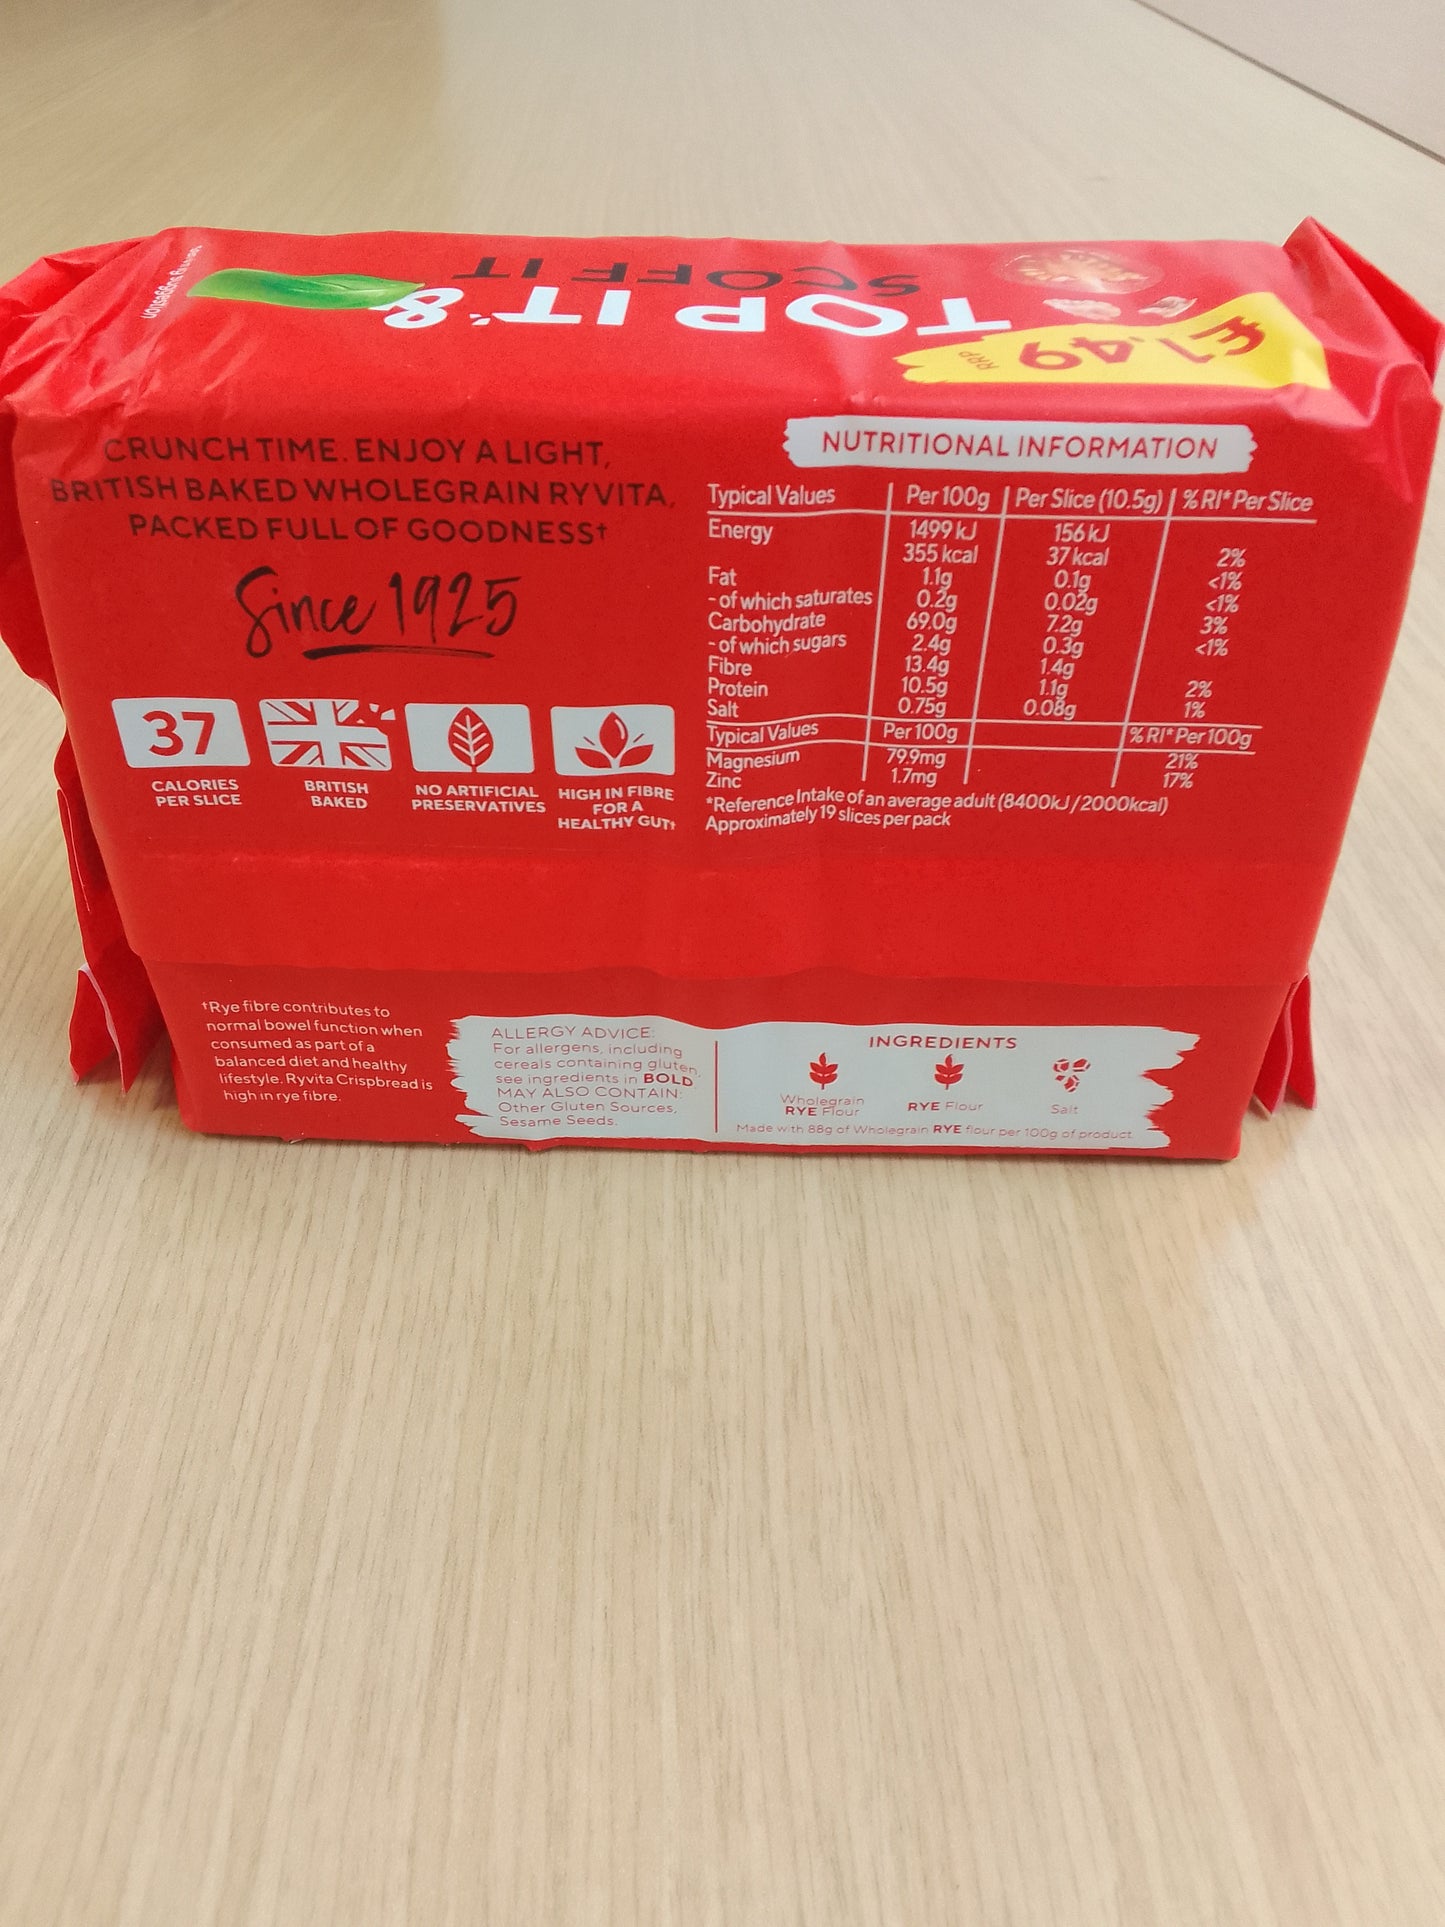 serving suggestion
TOP IT &
SCOFF IT
RRP £1.49
CRUNCH TIME. ENJOY A LIGHT,
BRITISH BAKED WHOLEGRAIN RYVITA,
PACKED FULL OF GOODNESS†
Since 1925
37
CALORIES
PER SLICE
BRITISH
BAKED
NO ARTIFICIAL
PRESERVATIVES
HIGH IN FIBRE
FOR A
HEALTHY GUT†
NUTRITIONAL INFORMATION
Typical Values Per 100g Per Slice (10.5g) % RI* Per Slice
Energy 1499 kJ 156 kJ
355 kcal 37 kcal 2%
Fat 1.1g 0.1g <1%
- of which saturates 0.2g 0.02g <1%
Carbohydrate 69.0g 7.2g 3%
- of which sugars 2.4g 0.3g <1%
Fibre 13.4g 1.4g
Protein 10.5g 1.1g 2%
Salt 0.75g 0.08g 1%
Typical Values Per 100g % RI* Per 100g
Magnesium 79.9mg 21%
Zinc 1.7mg 17%
*Reference Intake of an average adult (8400kJ / 2000kcal)
Approximately 19 slices per pack
†Rye fibre contributes to
normal bowel function when
consumed as part of a
balanced diet and healthy
lifestyle. Ryvita Crispbread is
high in rye fibre.
ALLERGY ADVICE:
For allergens, including
cereals containing gluten,
see ingredients in BOLD.
MAY ALSO CONTAIN:
Other Gluten Sources,
Sesame Seeds.
INGREDIENTS
Wholegrain
RYE Flour
RYE Flour
Salt
Made with 88g of Wholegrain RYE flour per 100g of product